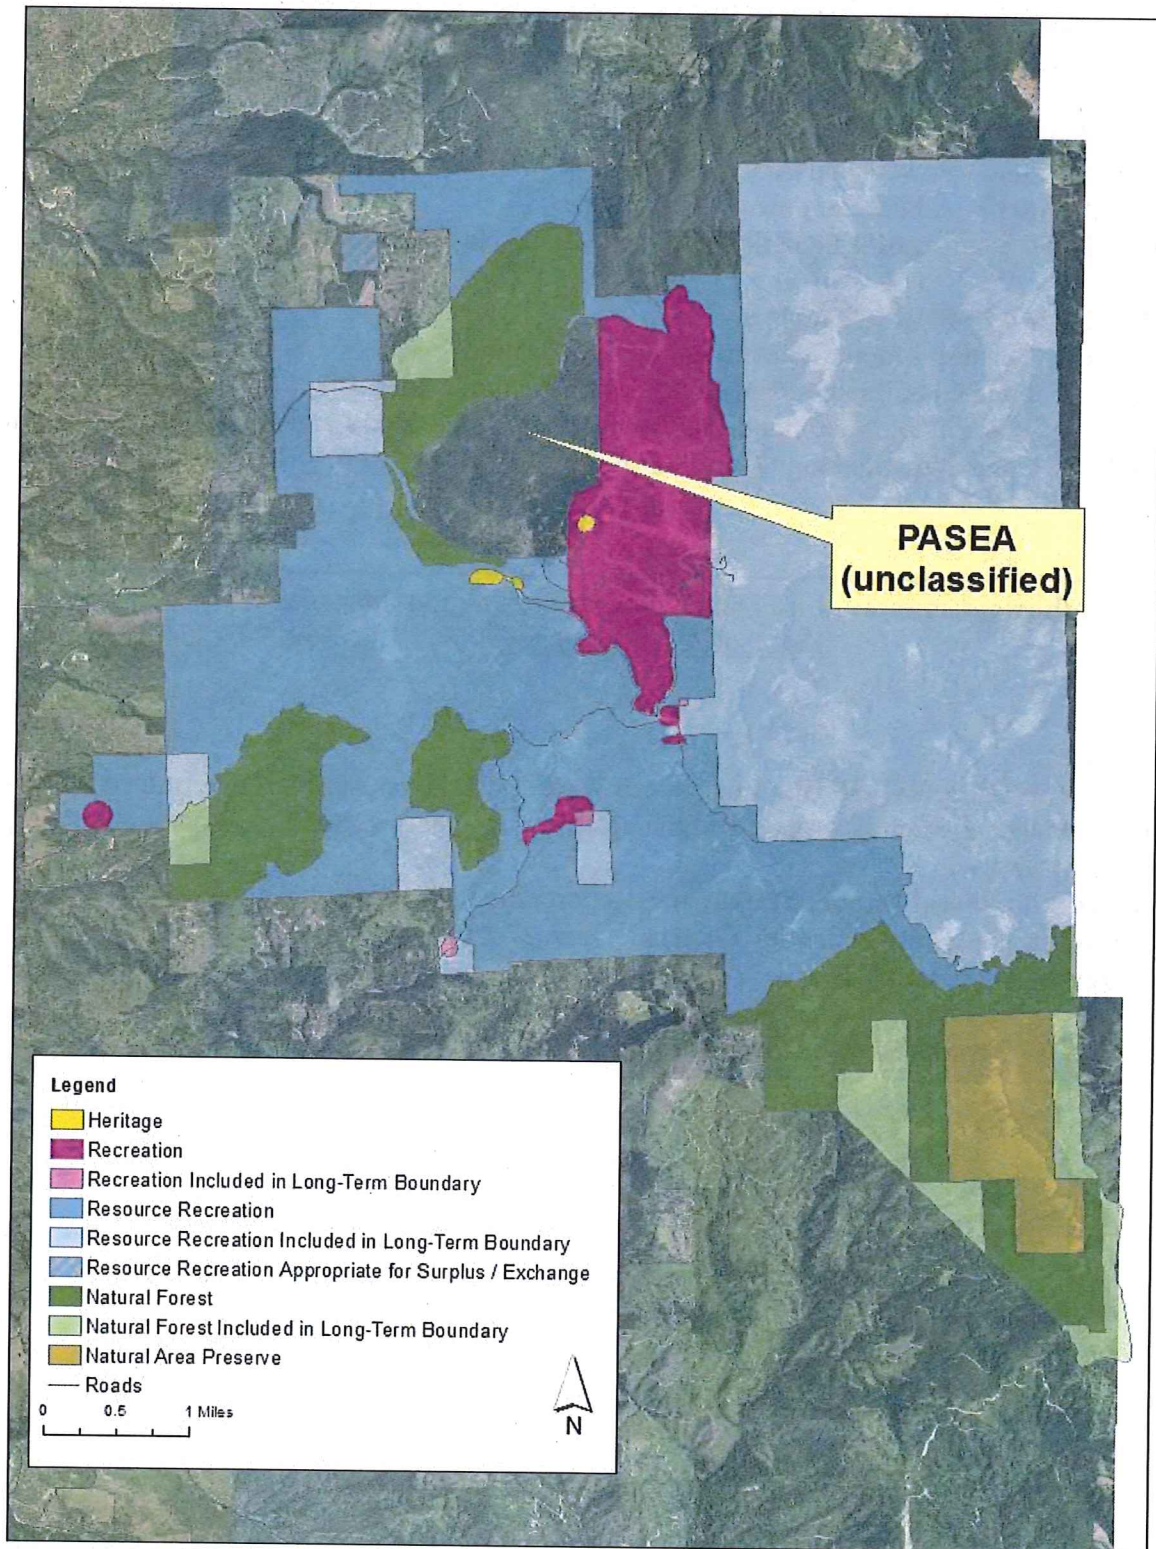 PASEA
(unclassified)
Legend
Heritage
Recreation
Recreation Included in Long-Term Boundary
Resource Recreation
Resource Recreation Included in Long-Term Boundary
Resource Recreation Appropriate for Surplus / Exchange
Natural Forest
Natural Forest Included in Long-Term Boundary
Natural Area Preserve
Roads
0 0.5 1 Miles
N